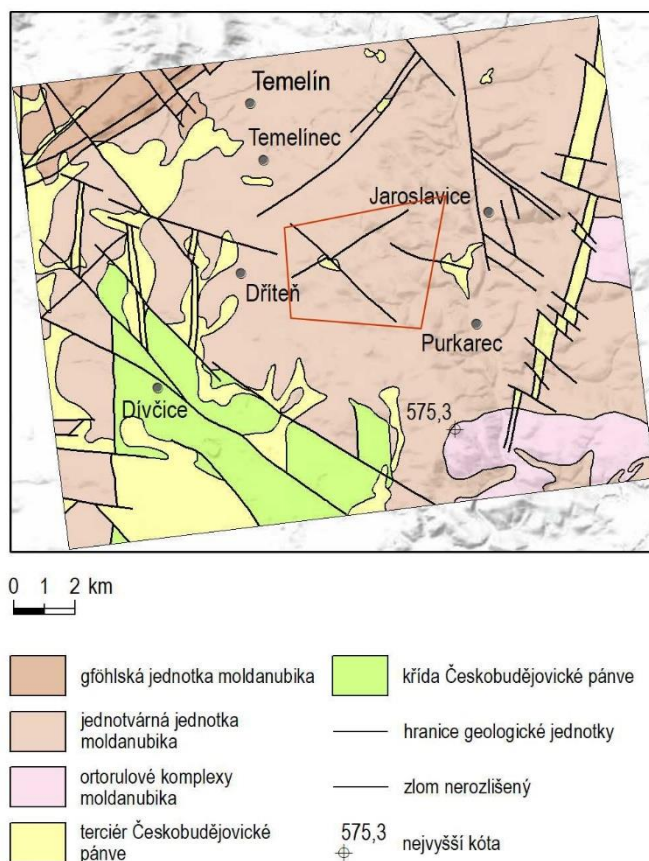 Temelín
Temelínec
Jaroslavice
Dříteň
Purkarec
Dívčice
575,3
0 1 2 km
gföhlská jednotka moldanubika
jednotvárná jednotka
moldanubika
ortorulové komplexy
moldanubika
terciér Českobudějovické
pánve
křída Českobudějovické pánve
hranice geologické jednotky
zlom nerozlišený
575,3
nejvyšší kóta